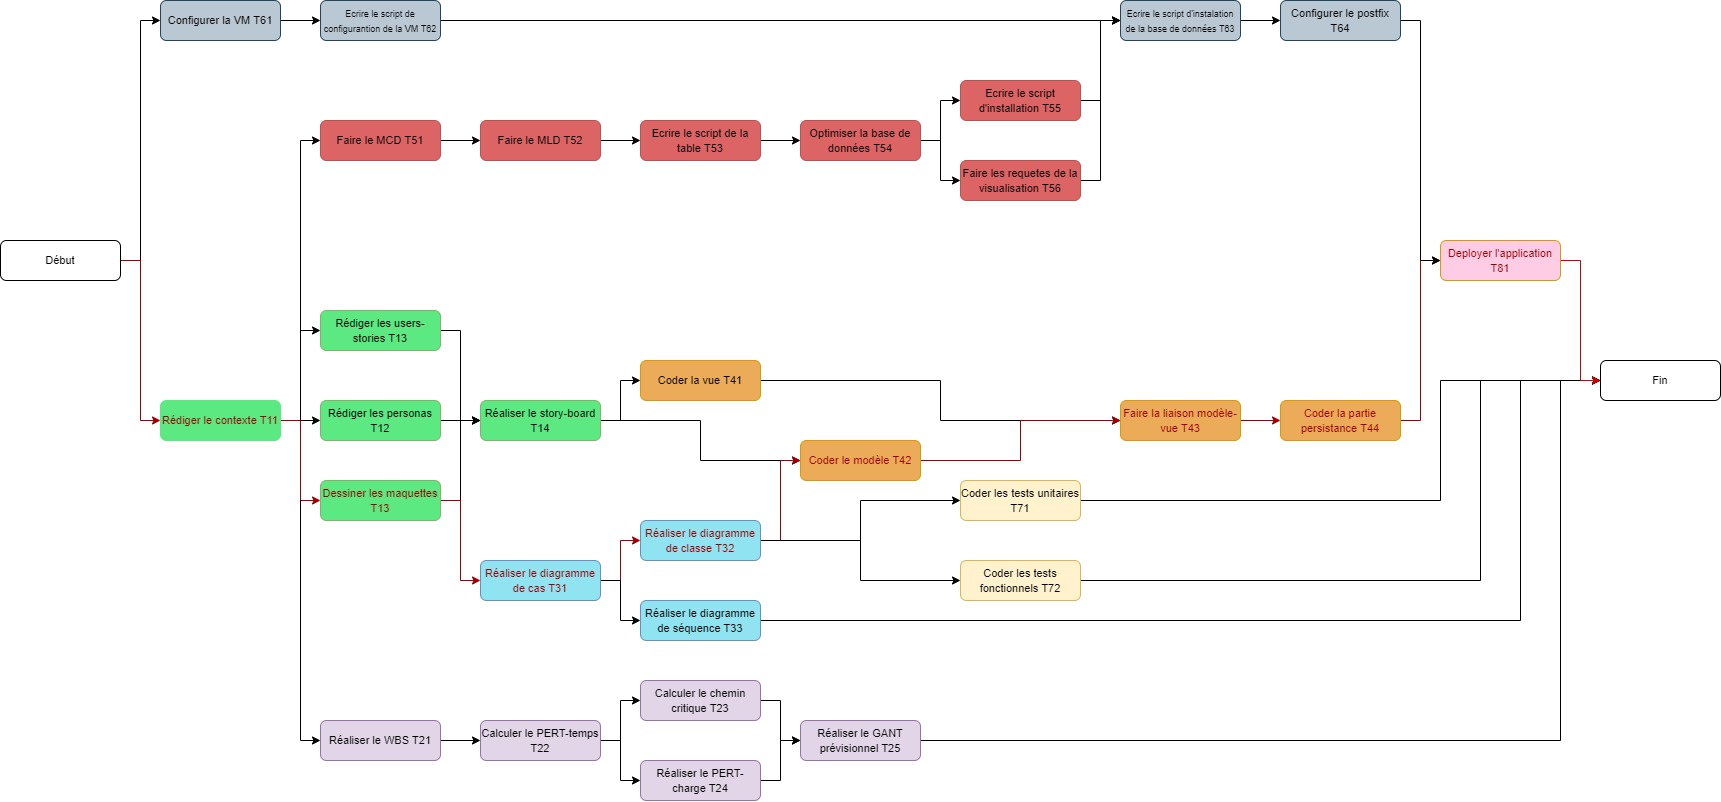 Configurer la VM T61
Ecrire le script de
configurantion de la VM T62
Ecrire le script d'instalation
de la base de données T63
Configurer le postfix
T64
Ecrire le script
d'installation T55
Faire le MCD T51
Faire le MLD T52
Ecrire le script de la
table T53
Optimiser la base de
données T54
Faire les requetes de la
visualisation T56
Début
Deployer l'application
T81
Rédiger les users-
stories T13
Coder la vue T41
Fin
Rédiger le contexte T11
Rédiger les personas
T12
Réaliser le story-board
T14
Faire la liaison modèle-
vue T43
Coder la partie
persistance T44
Coder le modèle T42
Dessiner les maquettes
T13
Coder les tests unitaires
T71
Réaliser le diagramme
de classe T32
Réaliser le diagramme
de cas T31
Coder les tests
fonctionnels T72
Réaliser le diagramme
de séquence T33
Calculer le chemin
critique T23
Réaliser le WBS T21
Calculer le PERT-temps
T22
Réaliser le GANT
prévisionnel T25
Réaliser le PERT-
charge T24